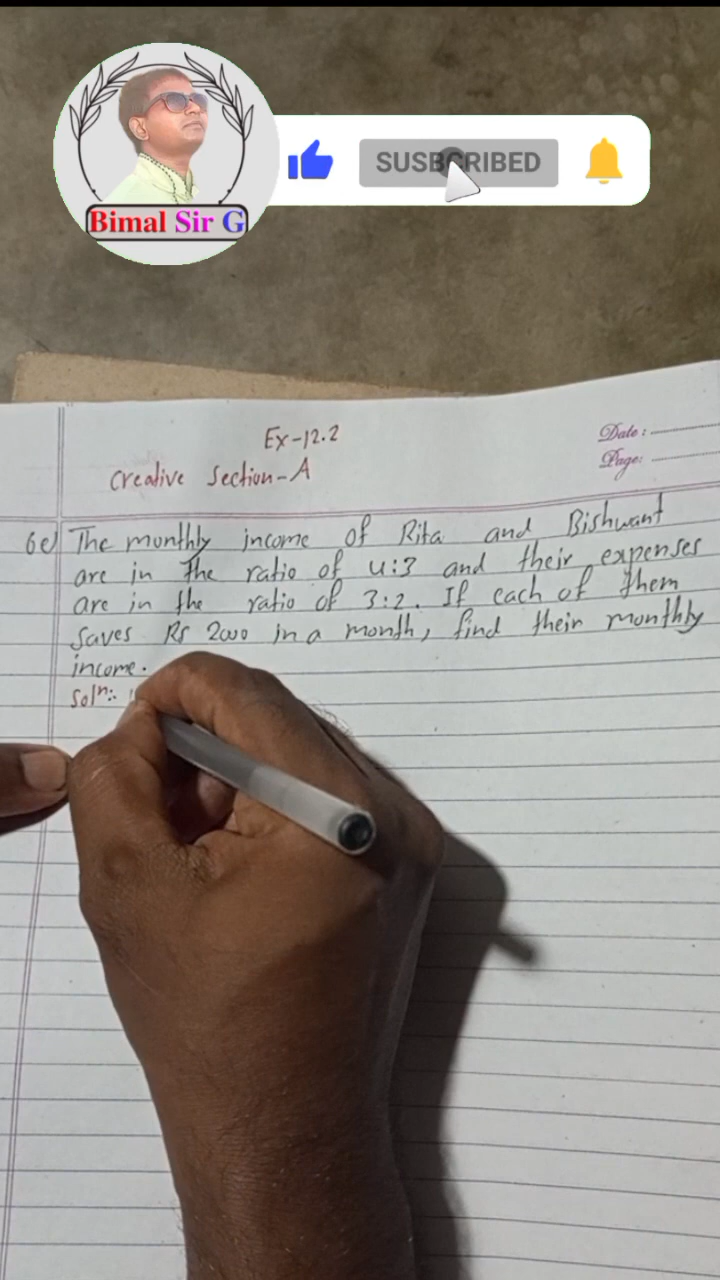 Bimal Sir G
SUSBCRIBED
Ex-12.2
Date:
Creative Section-A
Page:
6e) The monthly income of Rita and Bishwant
are in the ratio of 4:3 and their expenses
are in the ratio of 3:2. If each of them
saves Rs 2000 in a month, find their monthly
income.
Solⁿ: